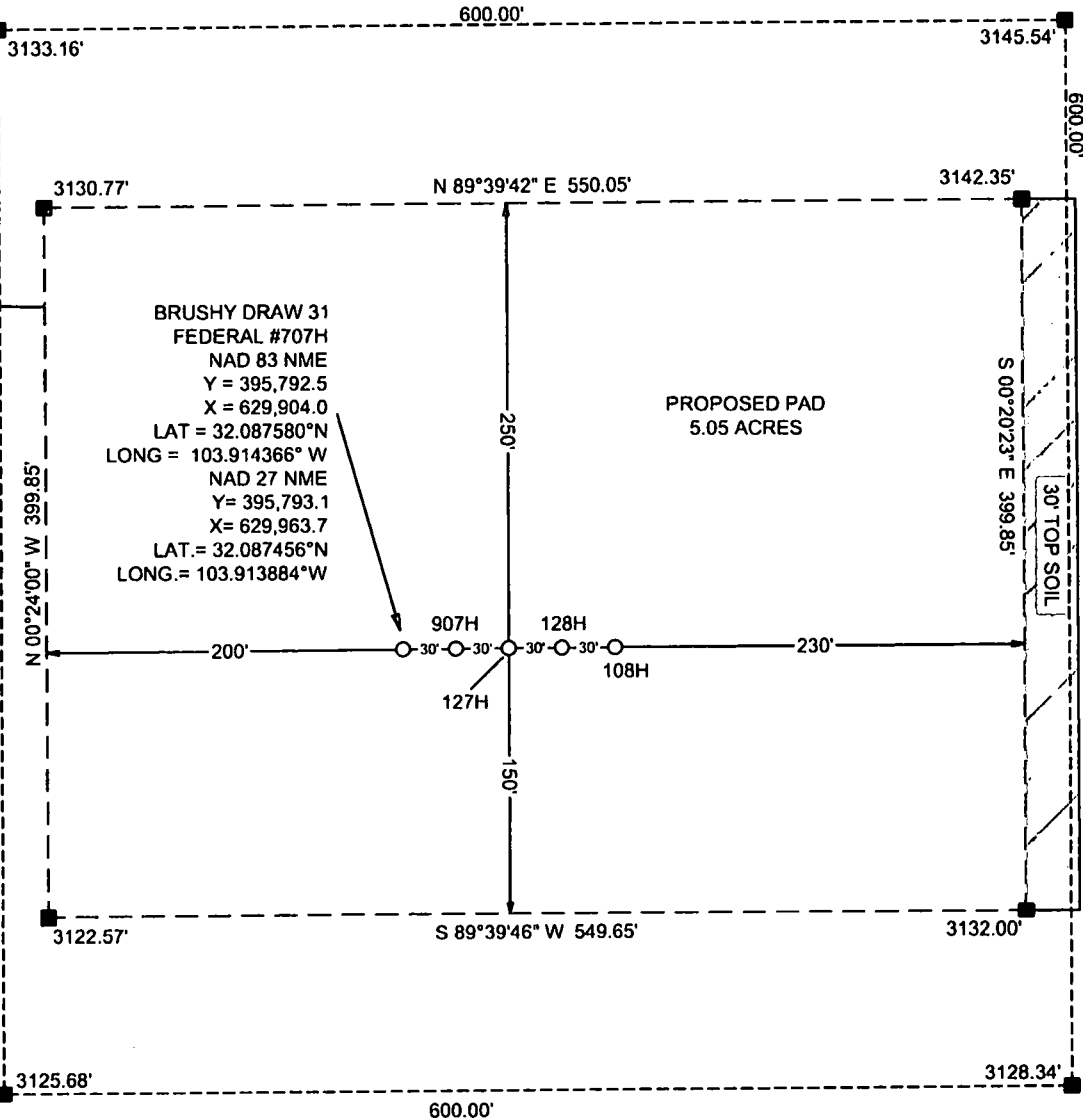 600.00'
3133.16'
3145.54'
600.00'
3130.77'
N 89°39'42" E 550.05'
3142.35'
BRUSHY DRAW 31
FEDERAL #707H
NAD 83 NME
Y = 395,792.5
X = 629,904.0
LAT = 32.087580°N
LONG = 103.914366° W
NAD 27 NME
Y= 395,793.1
X= 629,963.7
LAT.= 32.087456°N
LONG.= 103.913884°W
250'
PROPOSED PAD
5.05 ACRES
S 00°20'23" E 399.85'
30' TOP SOIL
N 00°24'00" W 399.85'
200'
30'
907H
30'
127H
30'
128H
30'
108H
230'
150'
3122.57'
S 89°39'46" W 549.65'
3132.00'
3125.68'
600.00'
3128.34'